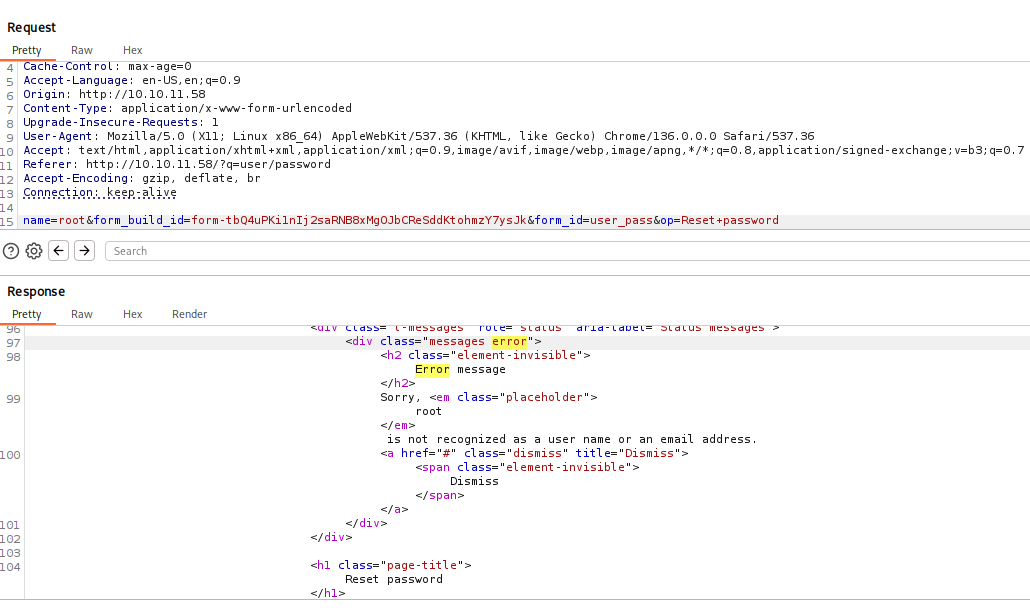 Request
Pretty Raw Hex
4 Cache-Control: max-age=0
5 Accept-Language: en-US,en;q=0.9
6 Origin: http://10.10.11.58
7 Content-Type: application/x-www-form-urlencoded
8 Upgrade-Insecure-Requests: 1
9 User-Agent: Mozilla/5.0 (X11; Linux x86_64) AppleWebKit/537.36 (KHTML, like Gecko) Chrome/136.0.0.0 Safari/537.36
10 Accept: text/html,application/xhtml+xml,application/xml;q=0.9,image/avif,image/webp,image/apng,*/*;q=0.8,application/signed-exchange;v=b3;q=0.7
11 Referer: http://10.10.11.58/?q=user/password
12 Accept-Encoding: gzip, deflate, br
13 Connection: keep-alive
14
15 name=root&form_build_id=form-tbQ4uPKi1nIj2saRNB8xMgOJbCReSddKtohmzY7ysJk&form_id=user_pass&op=Reset+password
Search
Response
Pretty Raw Hex Render
96 <div class="l-messages" role="status" aria-label="Status messages">
97 <div class="messages error">
98 <h2 class="element-invisible">
Error message
</h2>
99 Sorry, <em class="placeholder">
root
</em>
is not recognized as a user name or an email address.
100 <a href="#" class="dismiss" title="Dismiss">
<span class="element-invisible">
Dismiss
</span>
</a>
101 </div>
102 </div>
103
104 <h1 class="page-title">
Reset password
</h1>